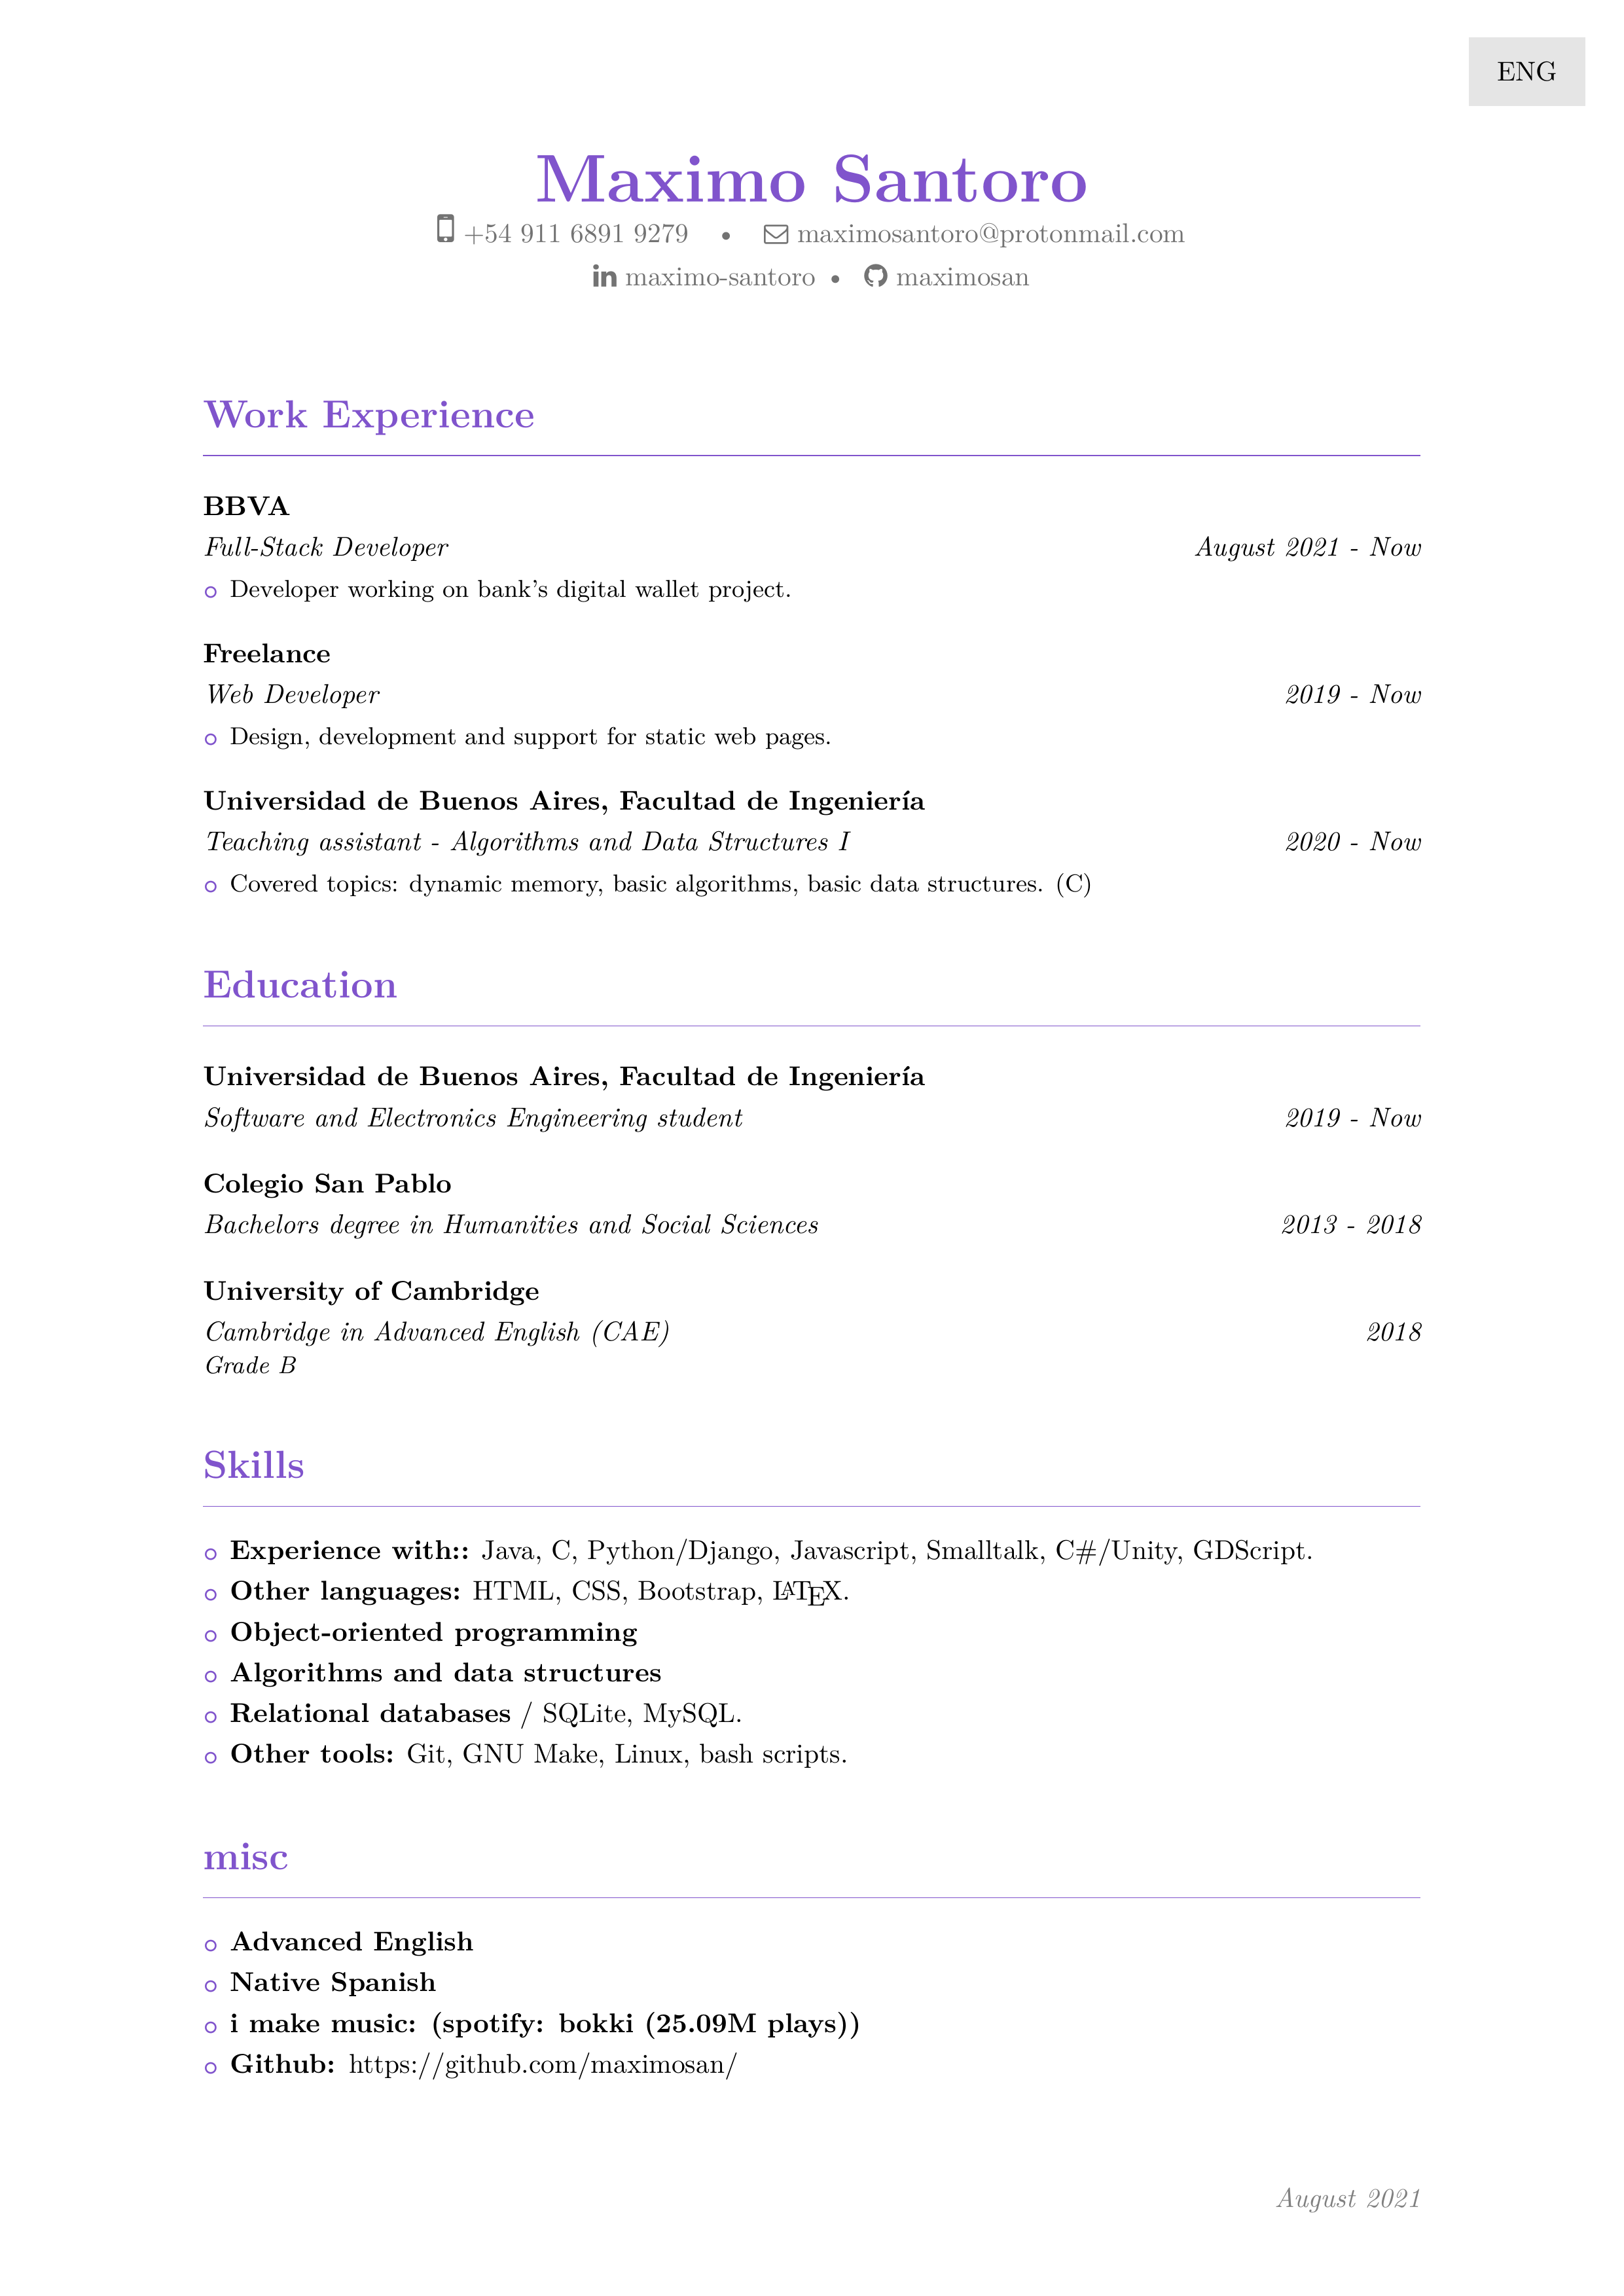 ENG
Maximo Santoro
+54 911 6891 9279 • maximosantoro@protonmail.com
maximo-santoro • maximosan
Work Experience
BBVA
Full-Stack Developer August 2021 - Now
Developer working on bank's digital wallet project.
Freelance
Web Developer 2019 - Now
Design, development and support for static web pages.
Universidad de Buenos Aires, Facultad de Ingeniería
Teaching assistant - Algorithms and Data Structures I 2020 - Now
Covered topics: dynamic memory, basic algorithms, basic data structures. (C)
Education
Universidad de Buenos Aires, Facultad de Ingeniería
Software and Electronics Engineering student 2019 - Now
Colegio San Pablo
Bachelors degree in Humanities and Social Sciences 2013 - 2018
University of Cambridge
Cambridge in Advanced English (CAE) 2018
Grade B
Skills
Experience with:: Java, C, Python/Django, Javascript, Smalltalk, C#/Unity, GDScript.
Other languages: HTML, CSS, Bootstrap, LATEX.
Object-oriented programming
Algorithms and data structures
Relational databases / SQLite, MySQL.
Other tools: Git, GNU Make, Linux, bash scripts.
misc
Advanced English
Native Spanish
i make music: (spotify: bokki (25.09M plays))
Github: https://github.com/maximosan/
August 2021